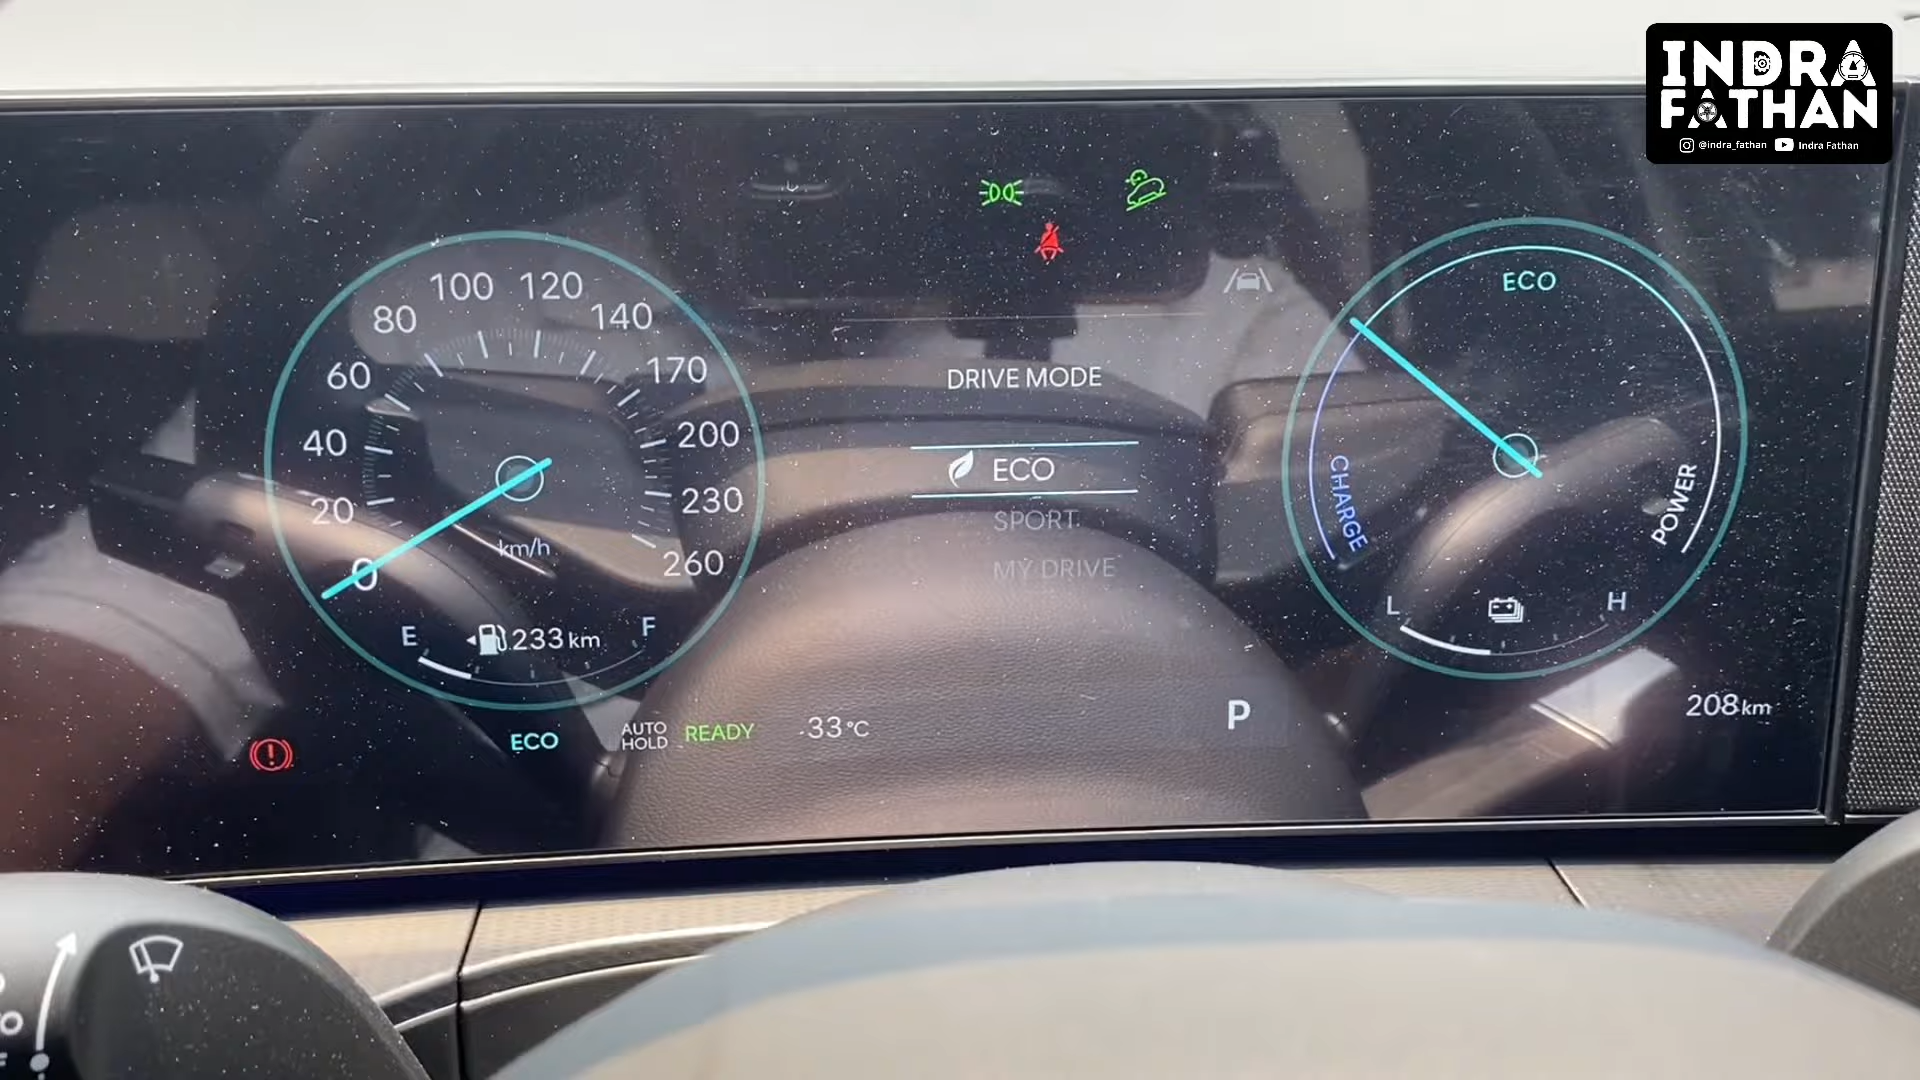 INDRA
FATHAN
@indra_fathan Indra Fathan
100 120
80 140
60 170
40 200
20 230
0 260
km/h
E 233 km F
DRIVE MODE
ECO
SPORT
MY DRIVE
ECO
CHARGE
POWER
L H
208 km
ECO AUTO HOLD READY 33°C P